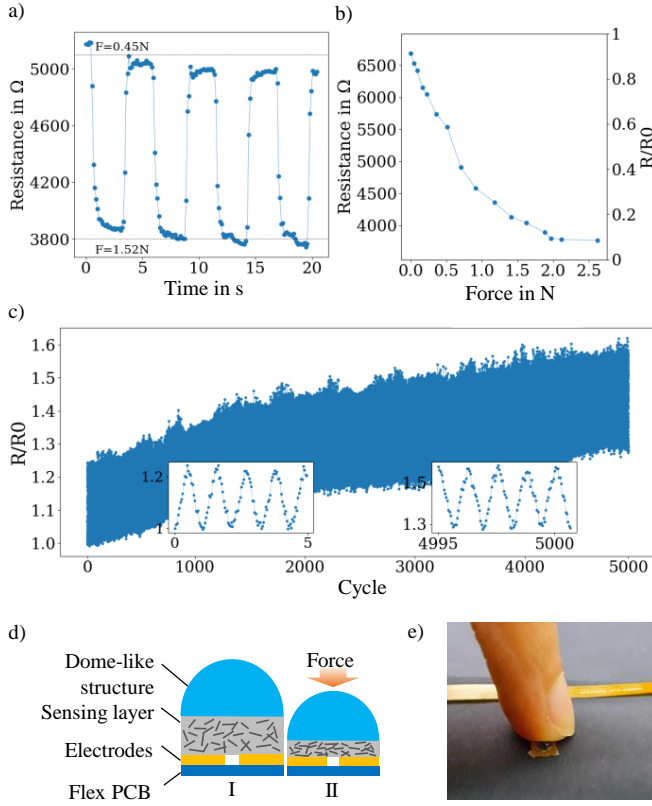 a)
F=0.45N
5000
4600
4200
3800
F=1.52N
Resistance in Ω
0
5
10
15
20
Time in s
b)
6500
6000
5500
5000
4500
4000
Resistance in Ω
1
0.8
0.6
0.4
0.2
0
R/R0
0.0
0.5
1.0
1.5
2.0
2.5
Force in N
c)
1.6
1.5
1.4
1.3
1.2
1.1
1.0
R/R0
1.2
1
0
5
1.5
1.3
4995
5000
0
1000
2000
3000
4000
5000
Cycle
d)
Dome-like
structure
Sensing layer
Electrodes
Flex PCB
Force
I
II
e)